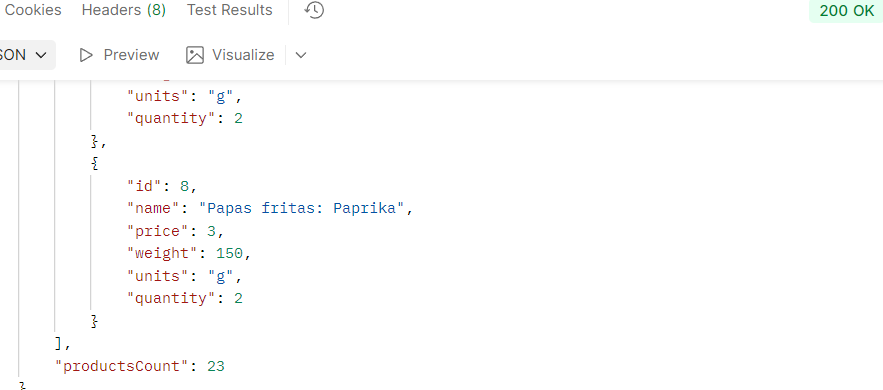 Cookies Headers (8) Test Results 200 OK
SON Preview Visualize
"units": "g",
"quantity": 2
},
{
"id": 8,
"name": "Papas fritas: Paprika",
"price": 3,
"weight": 150,
"units": "g",
"quantity": 2
}
],
"productsCount": 23
}